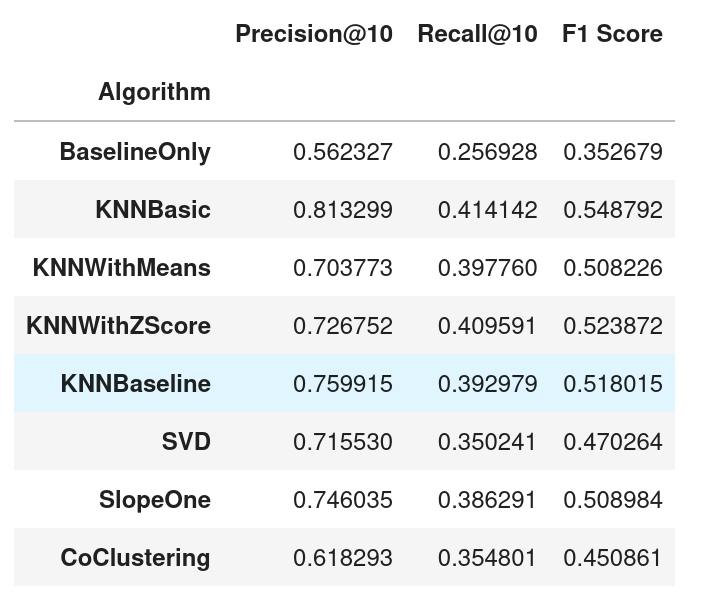 Precision@10 Recall@10 F1 Score
Algorithm
BaselineOnly 0.562327 0.256928 0.352679
KNNBasic 0.813299 0.414142 0.548792
KNNWithMeans 0.703773 0.397760 0.508226
KNNWithZScore 0.726752 0.409591 0.523872
KNNBaseline 0.759915 0.392979 0.518015
SVD 0.715530 0.350241 0.470264
SlopeOne 0.746035 0.386291 0.508984
CoClustering 0.618293 0.354801 0.450861